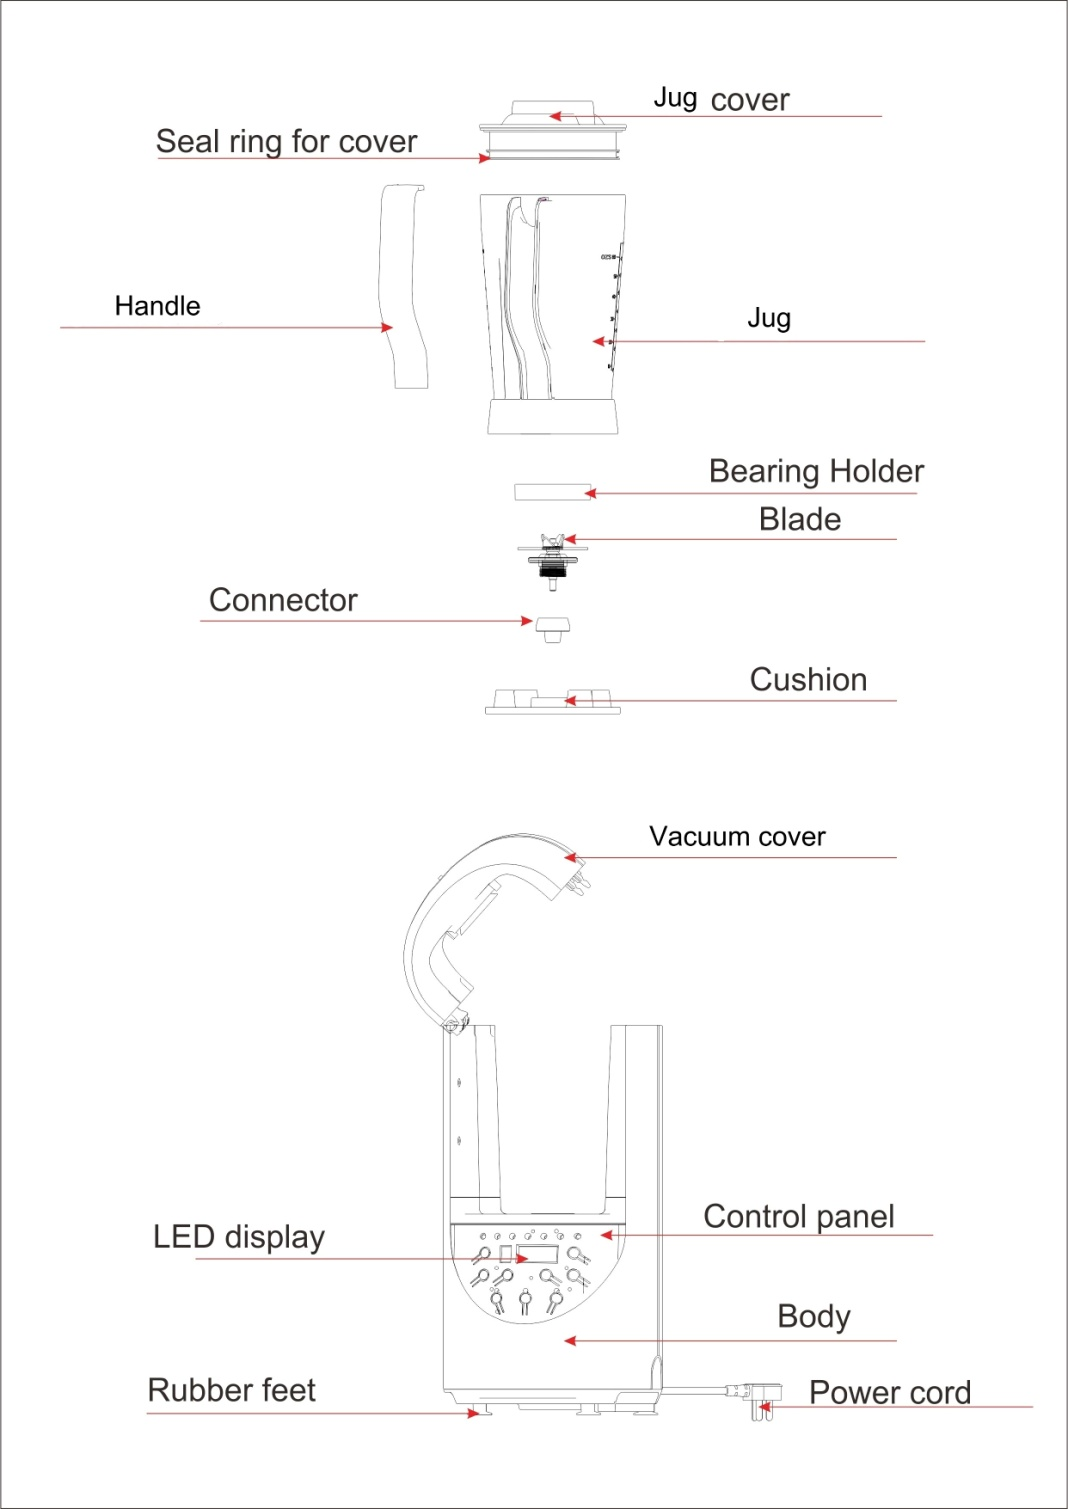 Jug cover
Seal ring for cover
Handle
Jug
Bearing Holder
Blade
Connector
Cushion
Vacuum cover
Control panel
LED display
Body
Rubber feet
Power cord